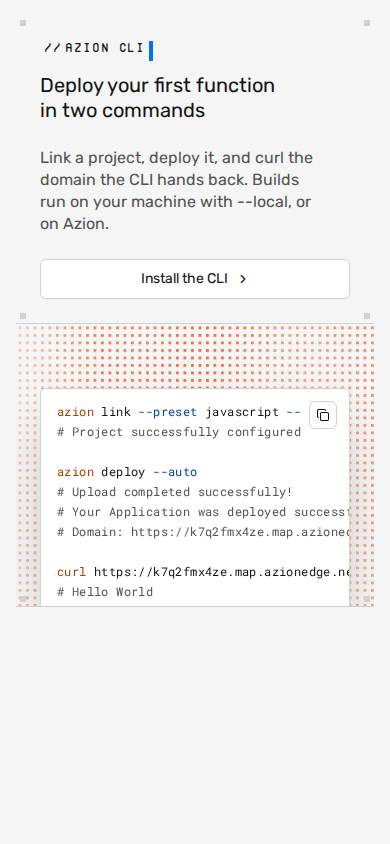 // AZION CLI
Deploy your first function
in two commands
Link a project, deploy it, and curl the
domain the CLI hands back. Builds
run on your machine with --local, or
on Azion.
Install the CLI
azion link --preset javascript --
# Project successfully configured
azion deploy --auto
# Upload completed successfully!
# Your Application was deployed success
# Domain: https://k7q2fmx4ze.map.azione
curl https://k7q2fmx4ze.map.azionedge.ne
# Hello World